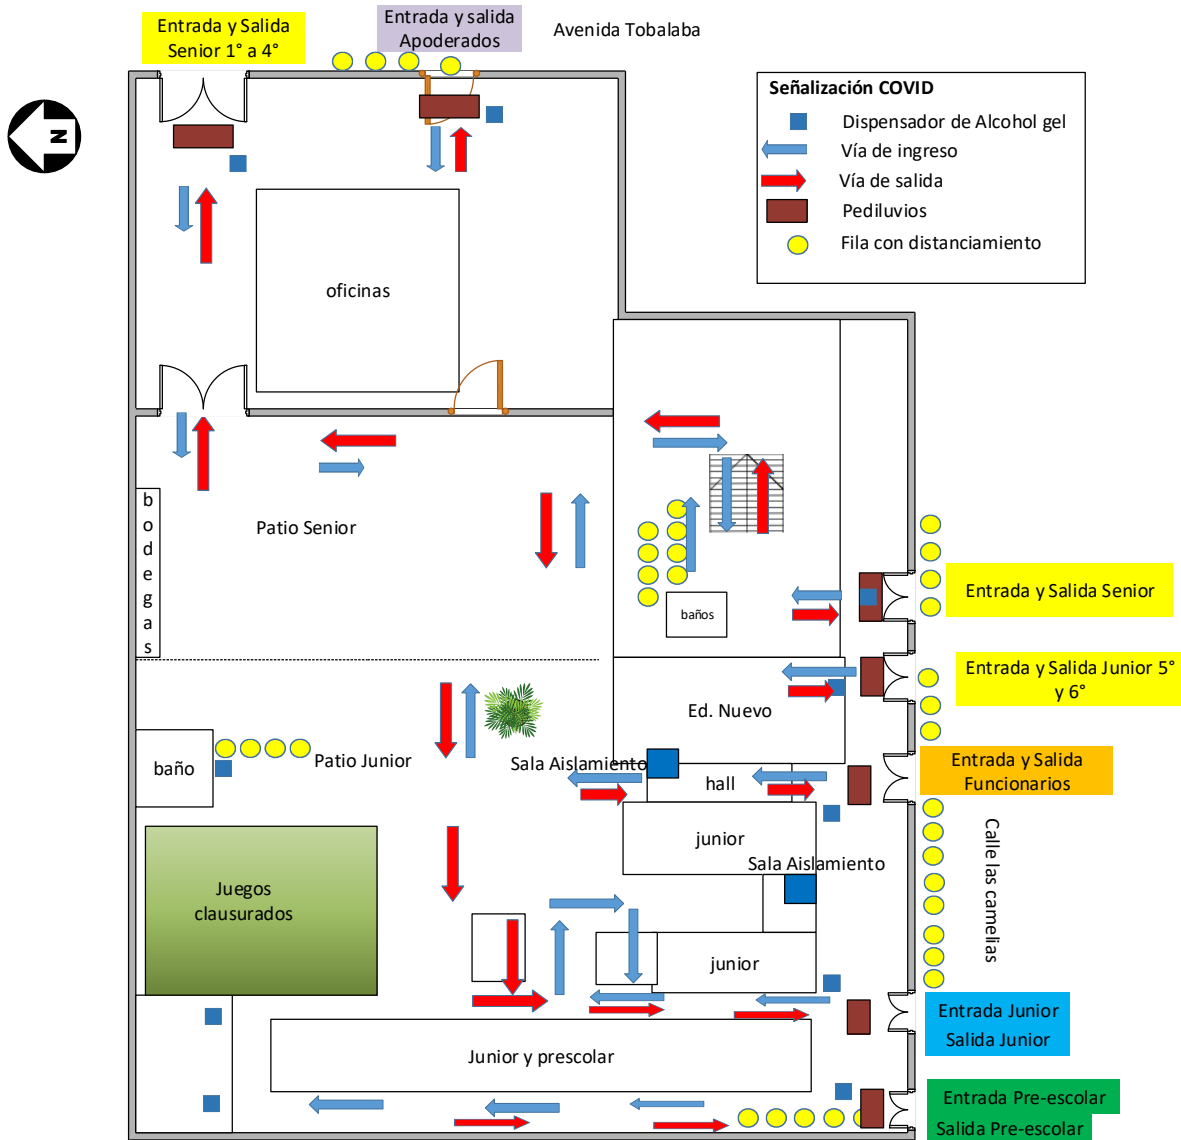 Entrada y Salida
Senior 1° a 4°
Entrada y salida
Apoderados
Avenida Tobalaba
N
Señalización COVID
Dispensador de Alcohol gel
Vía de ingreso
Vía de salida
Pediluvios
Fila con distanciamiento
oficinas
bodegas
Patio Senior
baños
Entrada y Salida Senior
Entrada y Salida Junior 5°
y 6°
Ed. Nuevo
Patio Junior
baño
Sala Aislamiento
hall
Entrada y Salida
Funcionarios
junior
Sala Aislamiento
Calle las camelias
Juegos
clausurados
junior
Entrada Junior
Salida Junior
Junior y prescolar
Entrada Pre-escolar
Salida Pre-escolar